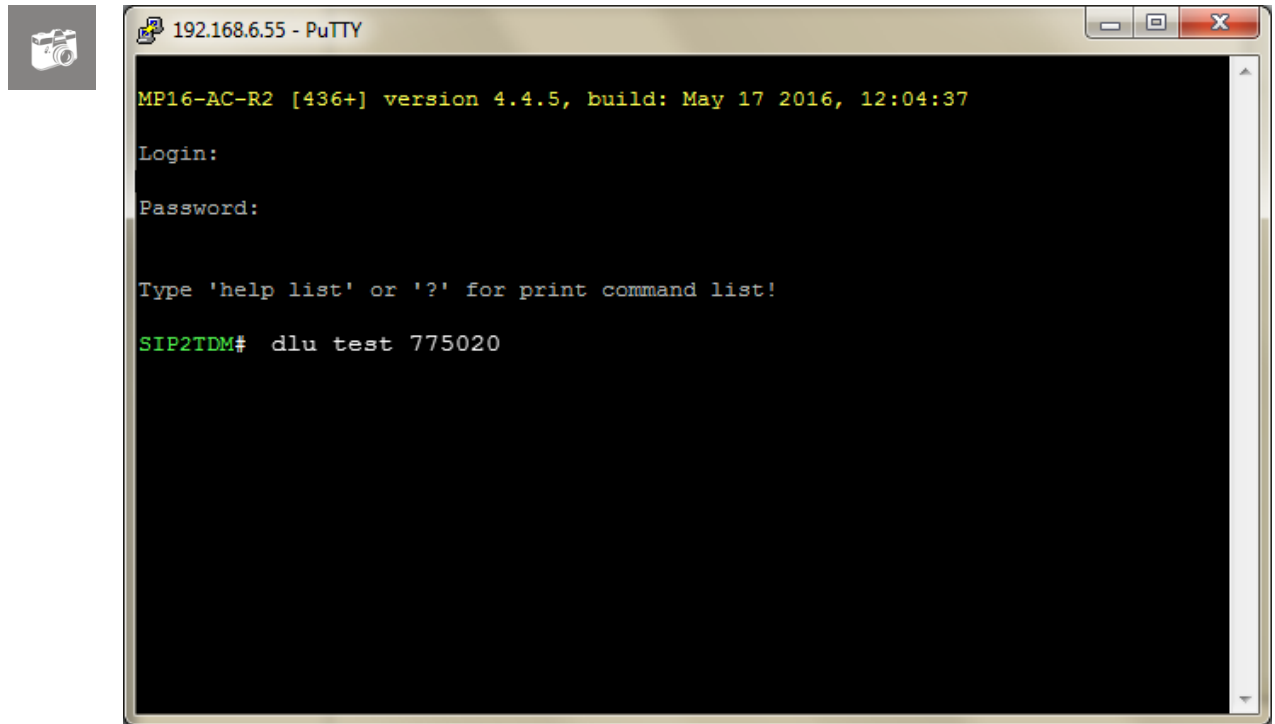 192.168.6.55 - PuTTY
MP16-AC-R2 [436+] version 4.4.5, build: May 17 2016, 12:04:37
Login:
Password:
Type 'help list' or '?' for print command list!
SIP2TDM# dlu test 775020